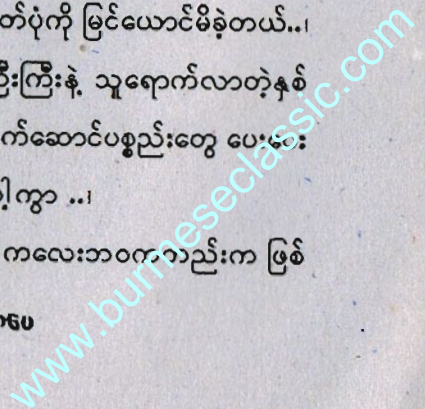 တ်ပုံကို မြင်ယောင်မိခဲ့တယ်..၊
ဦးကြီးနဲ့ သူရောက်လာတဲ့နှစ်
က်ဆောင်ပစ္စည်းတွေ ပေး
ါ့ကွာ ..၊
ကလေးဘဝကတည်းက ဖြစ်
www.burmeseclassic.com